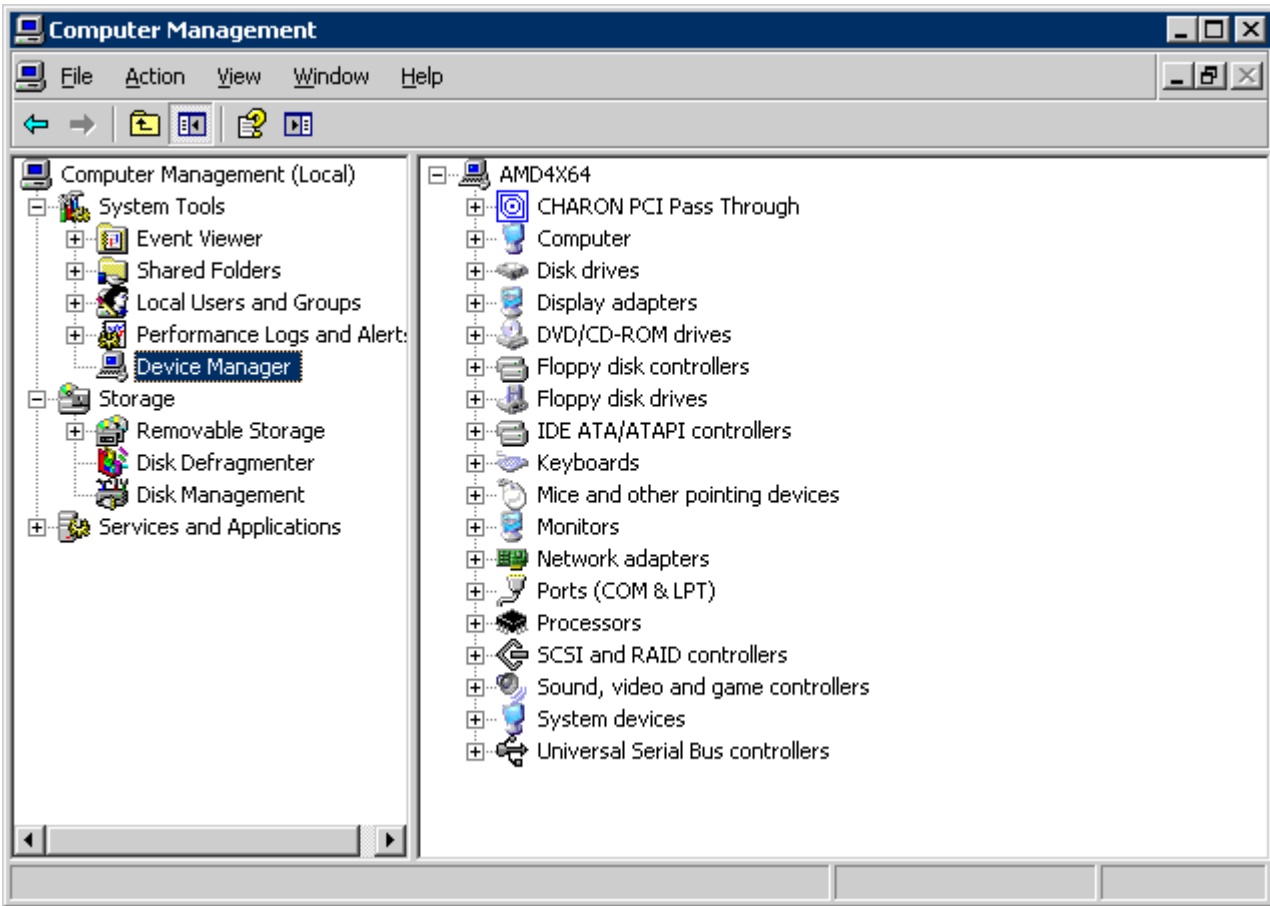 Computer Management
File Action View Window Help
Computer Management (Local)
System Tools
Event Viewer
Shared Folders
Local Users and Groups
Performance Logs and Alert
Device Manager
Storage
Removable Storage
Disk Defragmenter
Disk Management
Services and Applications
AMD4X64
CHARON PCI Pass Through
Computer
Disk drives
Display adapters
DVD/CD-ROM drives
Floppy disk controllers
Floppy disk drives
IDE ATA/ATAPI controllers
Keyboards
Mice and other pointing devices
Monitors
Network adapters
Ports (COM & LPT)
Processors
SCSI and RAID controllers
Sound, video and game controllers
System devices
Universal Serial Bus controllers